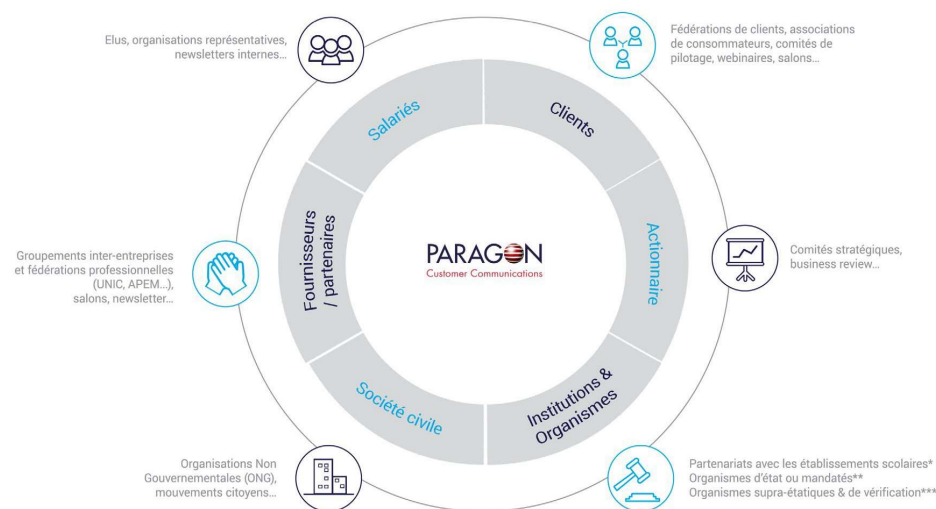 Elus, organisations représentatives,
newsletters internes...
Fédérations de clients, associations
de consommateurs, comités de
pilotage, webinaires, salons...
Salariés
Clients
Fournisseurs
/ partenaires
PARAGON
Customer Communications
Actionnaire
Groupements inter-entreprises
et fédérations professionnelles
(UNIC, APEM...),
salons, newsletter...
Comités stratégiques,
business review...
Société civile
Institutions &
Organismes
Organisations Non
Gouvernementales (ONG),
mouvements citoyens...
Partenariats avec les établissements scolaires*
Organismes d'état ou mandatés**
Organismes supra-étatiques & de vérification***